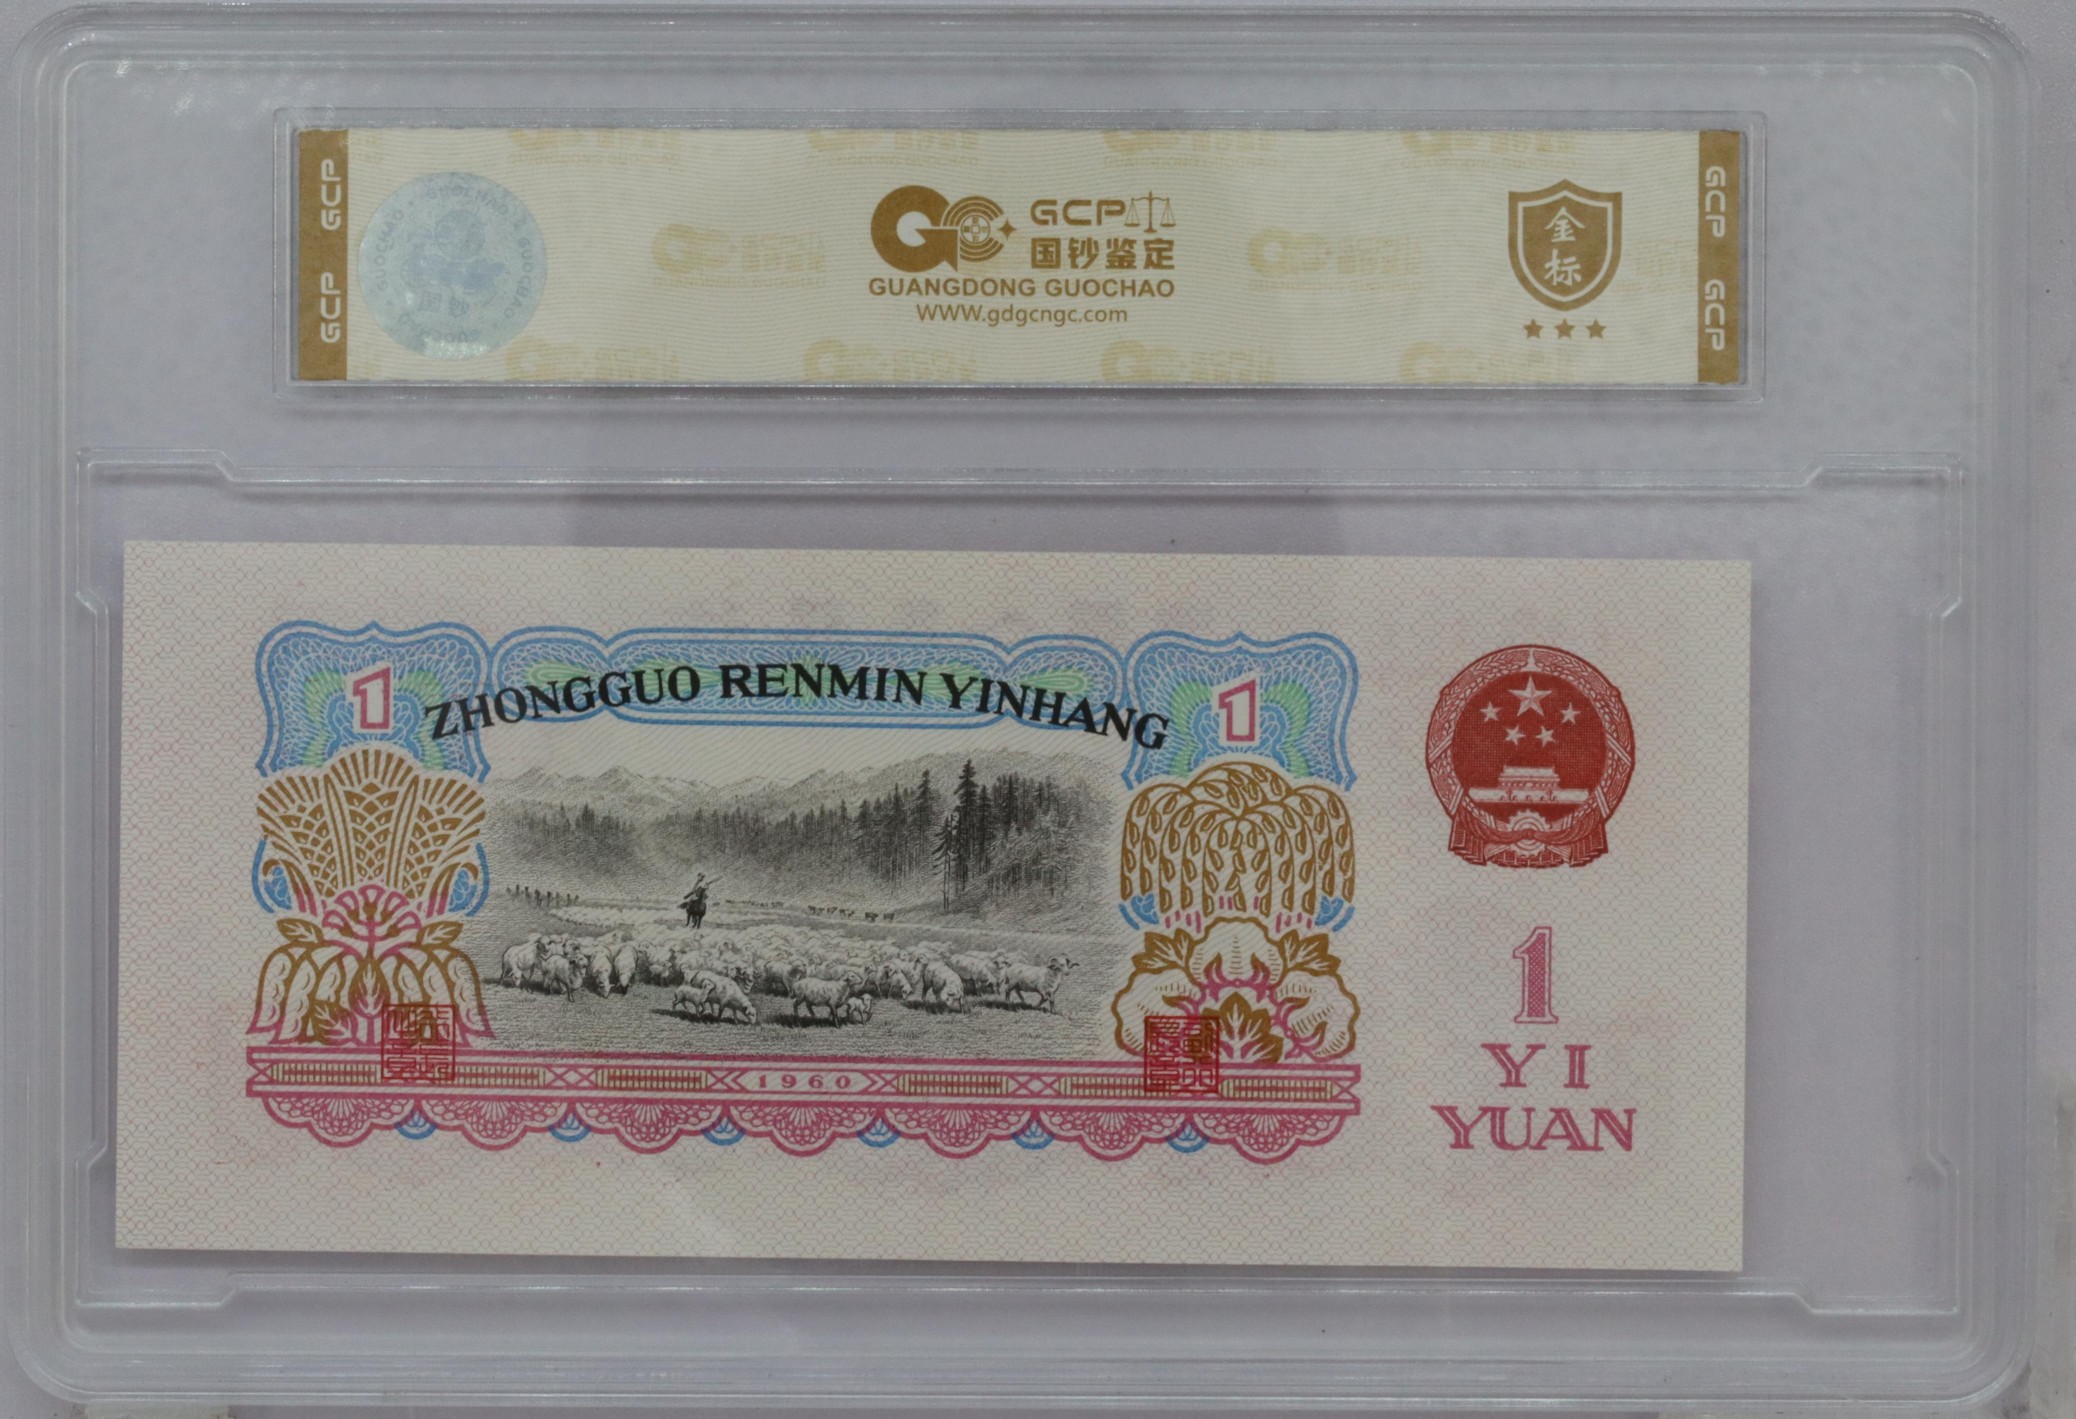 GCP
GCP
GCP
国钞鉴定
GUANGDONG GUOCHAO
WWW.gdgcngc.com
金标
GCP
GCP
1
ZHONGGUO RENMIN YINHANG
1
1960
1
YI
YUAN